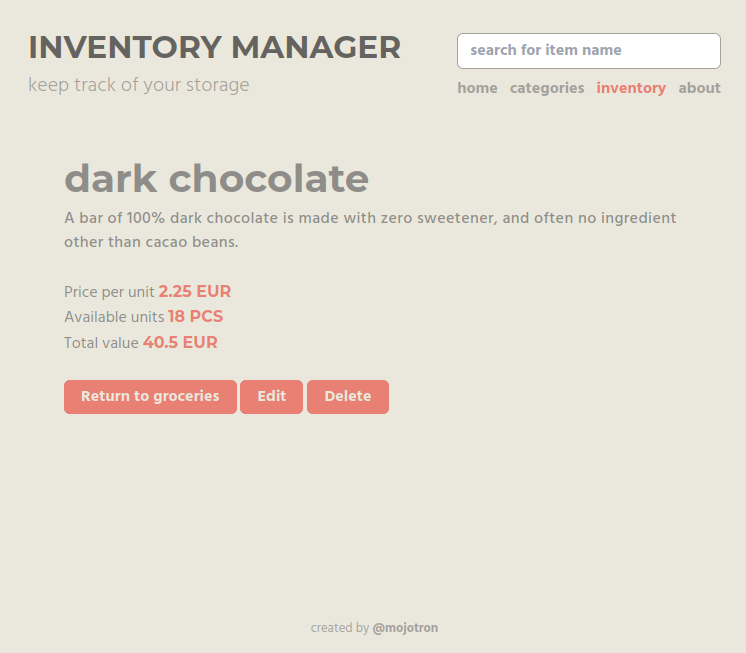 INVENTORY MANAGER
keep track of your storage
search for item name
home categories inventory about
dark chocolate
A bar of 100% dark chocolate is made with zero sweetener, and often no ingredient
other than cacao beans.
Price per unit 2.25 EUR
Available units 18 PCS
Total value 40.5 EUR
Return to groceries Edit Delete
created by @mojotron